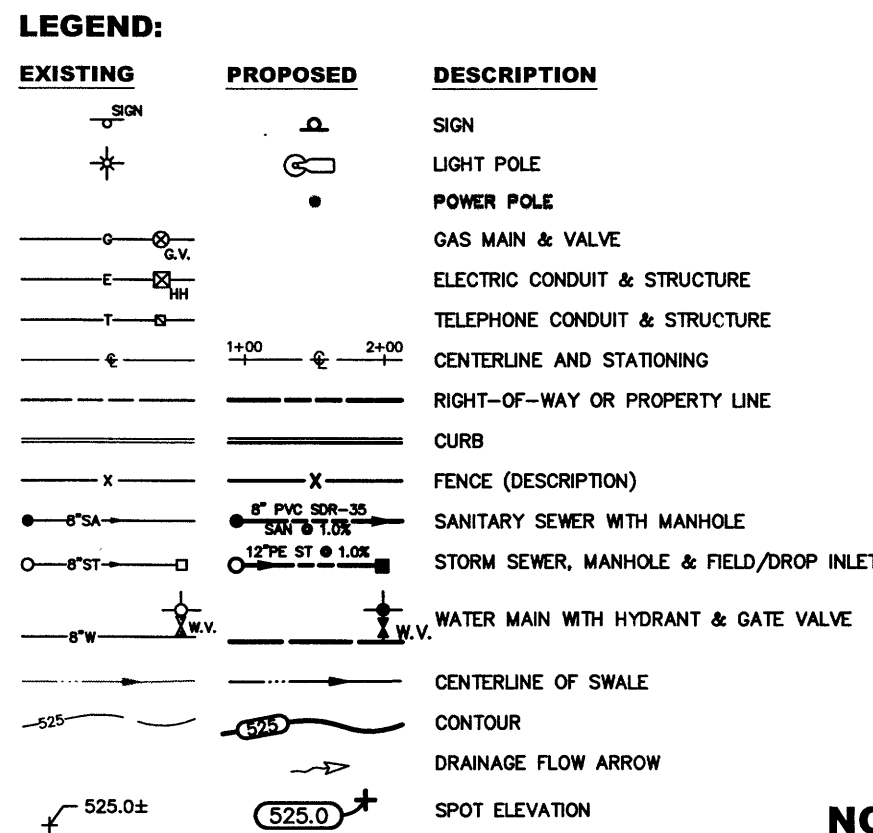 LEGEND:
EXISTING PROPOSED DESCRIPTION
SIGN SIGN
LIGHT POLE
POWER POLE
G G.V. GAS MAIN & VALVE
E HH ELECTRIC CONDUIT & STRUCTURE
T TELEPHONE CONDUIT & STRUCTURE
℄ 1+00 ℄ 2+00 CENTERLINE AND STATIONING
RIGHT-OF-WAY OR PROPERTY LINE
CURB
X X FENCE (DESCRIPTION)
8"SA 8" PVC SDR-35 SANITARY SEWER WITH MANHOLE
SAN @ 1.0%
8"ST 12"PE ST @ 1.0% STORM SEWER, MANHOLE & FIELD/DROP INLET
8"W W.V. W.V. WATER MAIN WITH HYDRANT & GATE VALVE
CENTERLINE OF SWALE
525 525 CONTOUR
DRAINAGE FLOW ARROW
525.0± 525.0 SPOT ELEVATION
NO